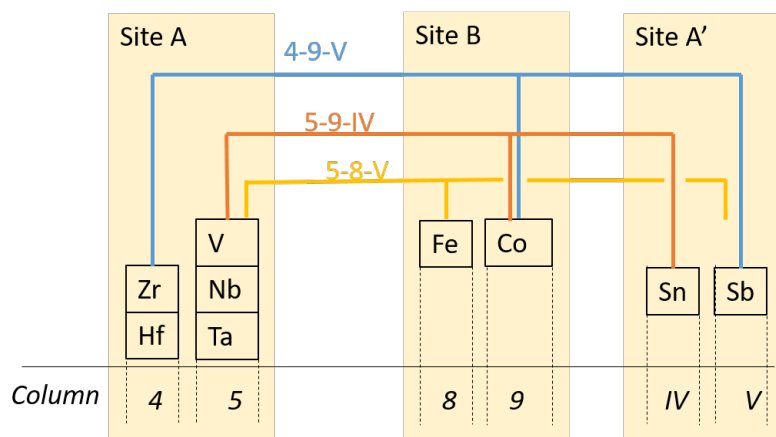 Site A Site B Site A’
4-9-V
5-9-IV
5-8-V
V Fe Co
Zr Nb Sn Sb
Hf Ta
Column 4 5 8 9 IV V